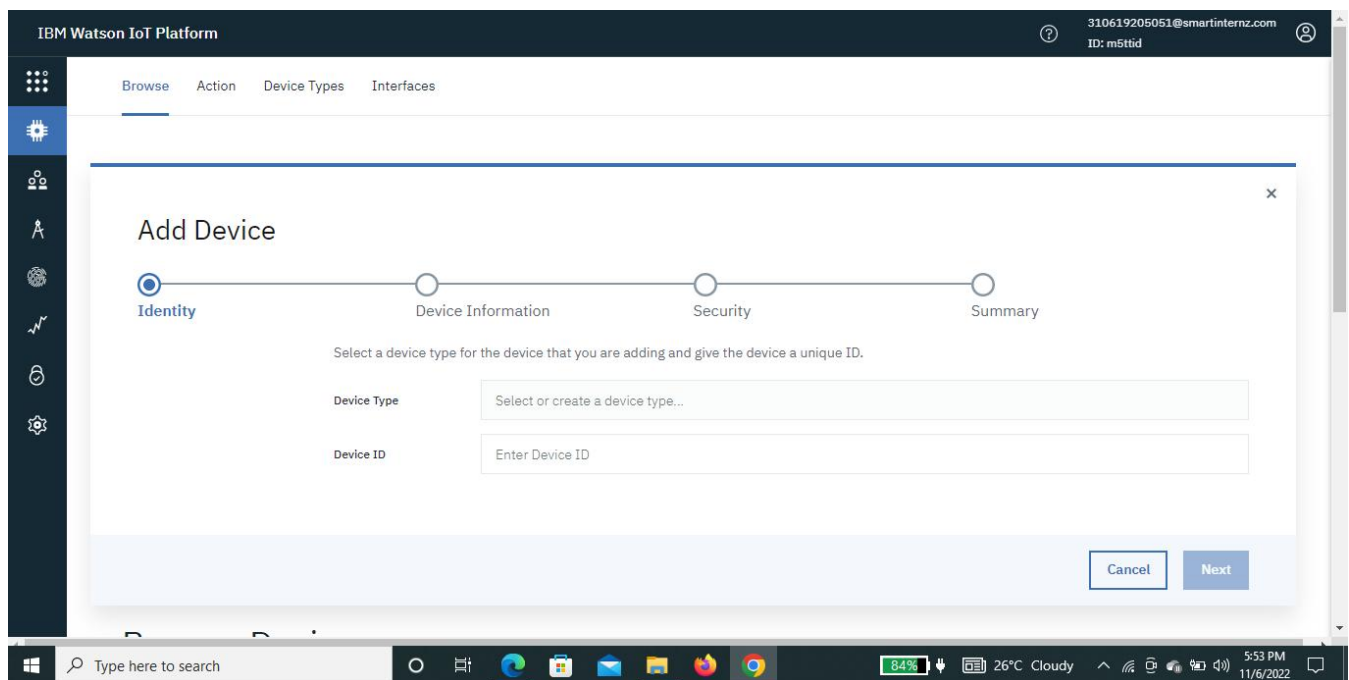 IBM Watson IoT Platform
310619205051@smartinternz.com
ID: m5ttid
Browse Action Device Types Interfaces
Add Device
Identity Device Information Security Summary
Select a device type for the device that you are adding and give the device a unique ID.
Device Type Select or create a device type...
Device ID Enter Device ID
Cancel Next
Type here to search
84% 26°C Cloudy
5:53 PM
11/6/2022